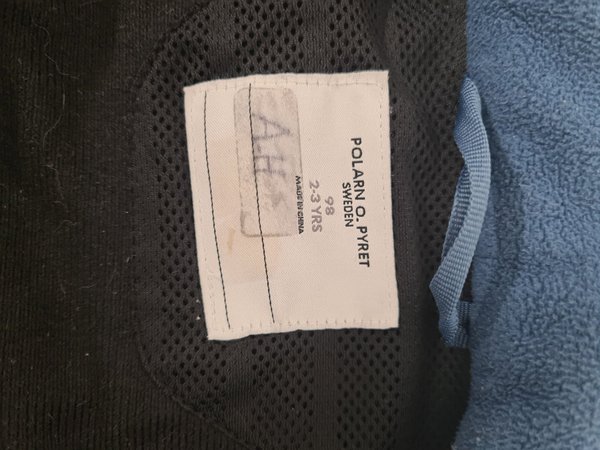 POLARN O. PYRET
SWEDEN
98
2-3 YRS
MADE IN CHINA
A.H